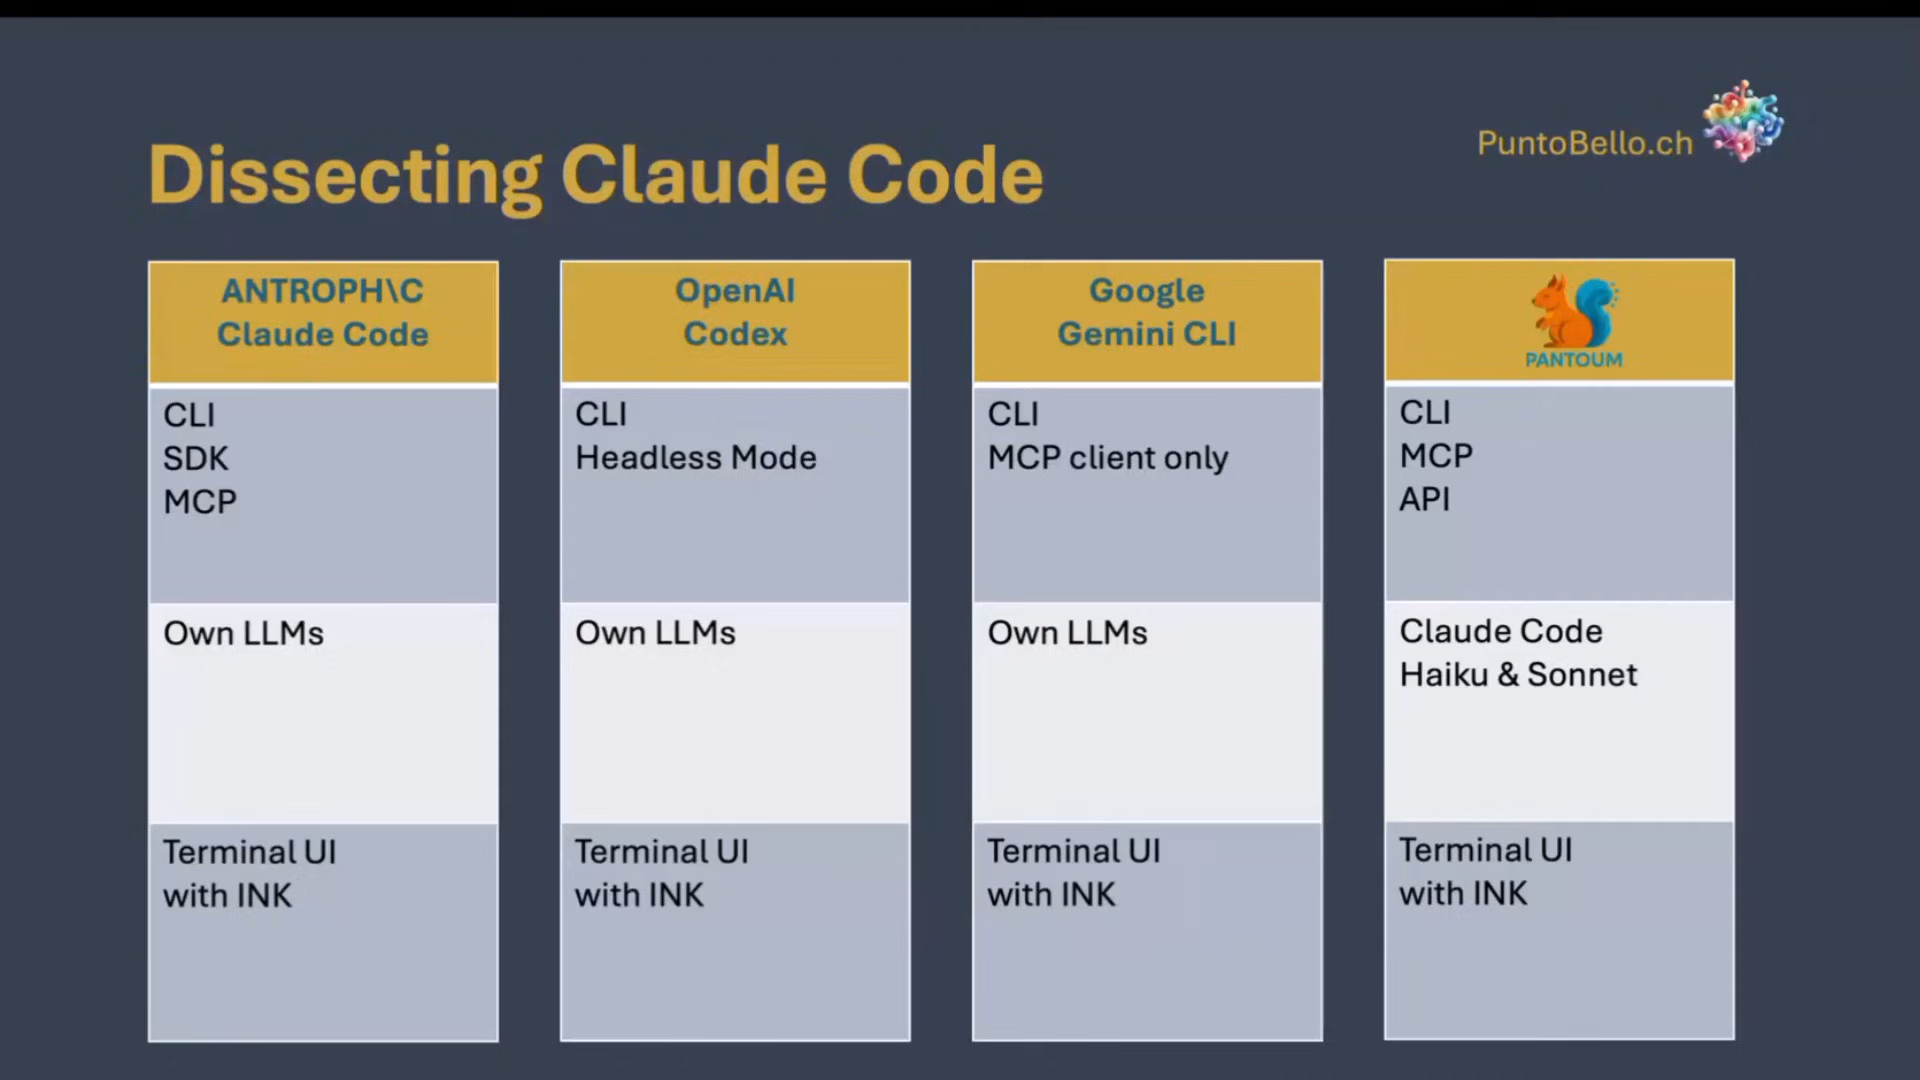 PuntoBello.ch
Dissecting Claude Code
ANTROPH\C
Claude Code
CLI
SDK
MCP
Own LLMs
Terminal UI
with INK
OpenAI
Codex
CLI
Headless Mode
Own LLMs
Terminal UI
with INK
Google
Gemini CLI
CLI
MCP client only
Own LLMs
Terminal UI
with INK
PANTOUM
CLI
MCP
API
Claude Code
Haiku & Sonnet
Terminal UI
with INK